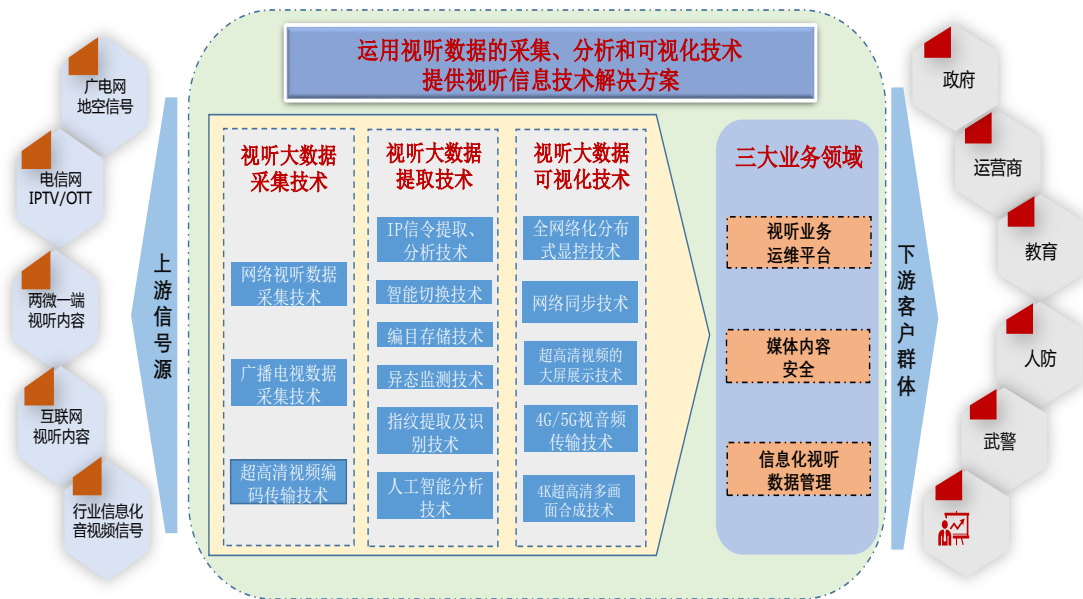 运用视听数据的采集、分析和可视化技术
提供视听信息技术解决方案
广电网
地空信号
电信网
IPTV/OTT
两微一端
视听内容
互联网
视听内容
行业信息化
音视频信号
上游信号源
视听大数据
采集技术
网络视听数据
采集技术
广播电视数据
采集技术
超高清视频编
码传输技术
视听大数据
提取技术
IP信令提取、
分析技术
智能切换技术
编目存储技术
异态监测技术
指纹提取及识
别技术
人工智能分析
技术
视听大数据
可视化技术
全网络化分布
式显控技术
网络同步技术
超高清视频的
大屏展示技术
4G/5G视音频
传输技术
4K超高清多画
面合成技术
三大业务领域
视听业务
运维平台
媒体内容
安全
信息化视听
数据管理
下游客户群体
政府
运营商
教育
人防
武警